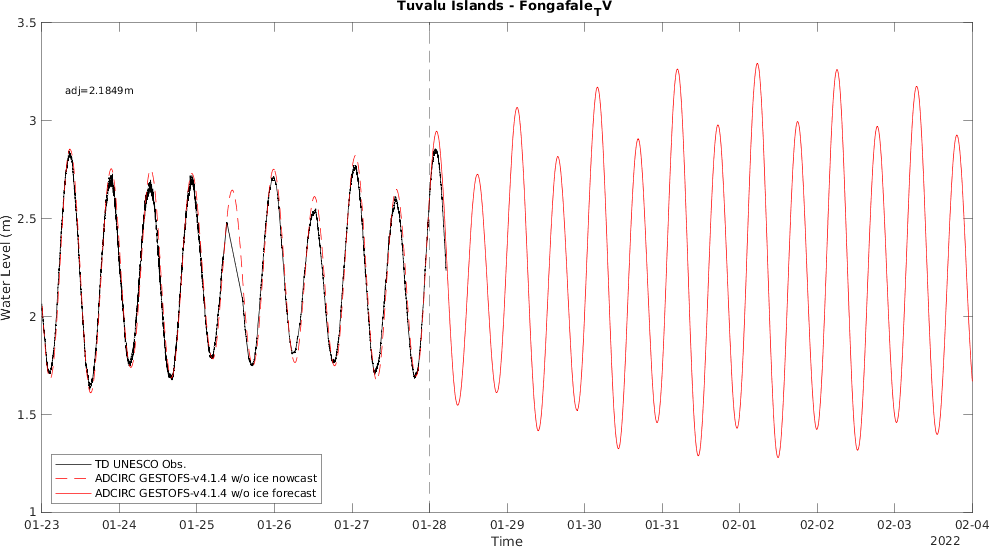 Tuvalu Islands - Fongafale_TV
3.5
adj=2.1849m
3
2.5
Water Level (m)
2
1.5
TD UNESCO Obs.
ADCIRC GESTOFS-v4.1.4 w/o ice nowcast
ADCIRC GESTOFS-v4.1.4 w/o ice forecast
1
01-23 01-24 01-25 01-26 01-27 01-28 01-29 01-30 01-31 02-01 02-02 02-03 02-04
Time
2022